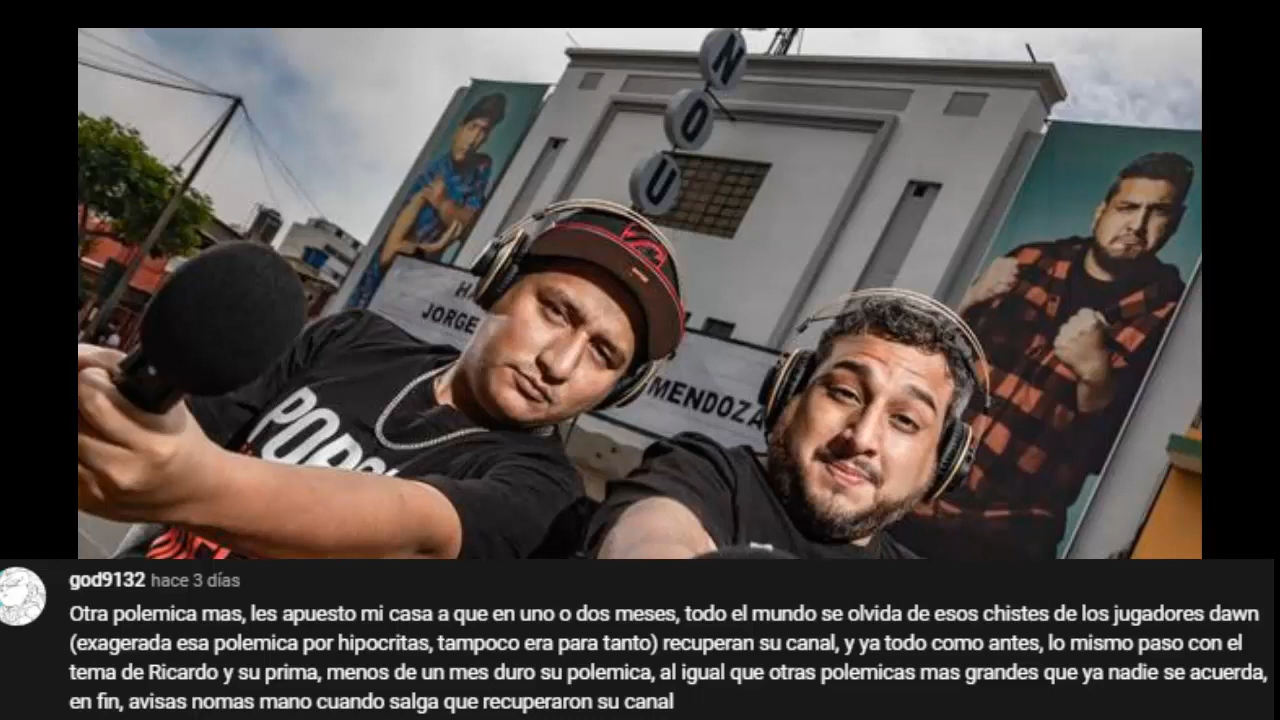 N
O
U
HA
JORGE
MENDOZA
god9132 hace 3 días
Otra polemica mas, les apuesto mi casa a que en uno o dos meses, todo el mundo se olvida de esos chistes de los jugadores dawn
(exagerada esa polemica por hipocritas, tampoco era para tanto) recuperan su canal, y ya todo como antes, lo mismo paso con el
tema de Ricardo y su prima, menos de un mes duro su polemica, al igual que otras polemicas mas grandes que ya nadie se acuerda,
en fin, avisas nomas mano cuando salga que recuperaron su canal